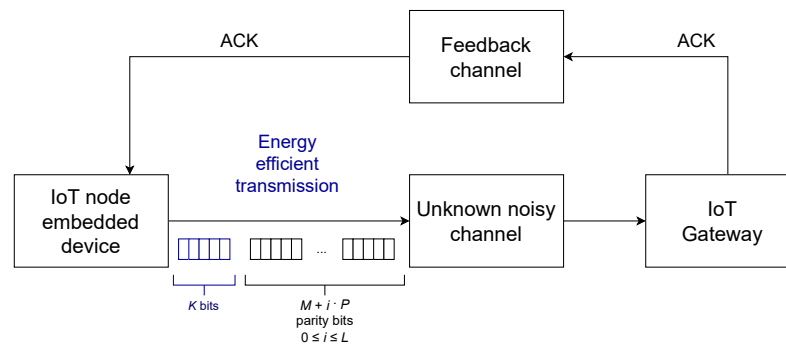 ACK
Feedback
channel
ACK
Energy
efficient
transmission
IoT node
embedded
device
Unknown noisy
channel
IoT
Gateway
...
K bits
M + i · P
parity bits
0 ≤ i ≤ L